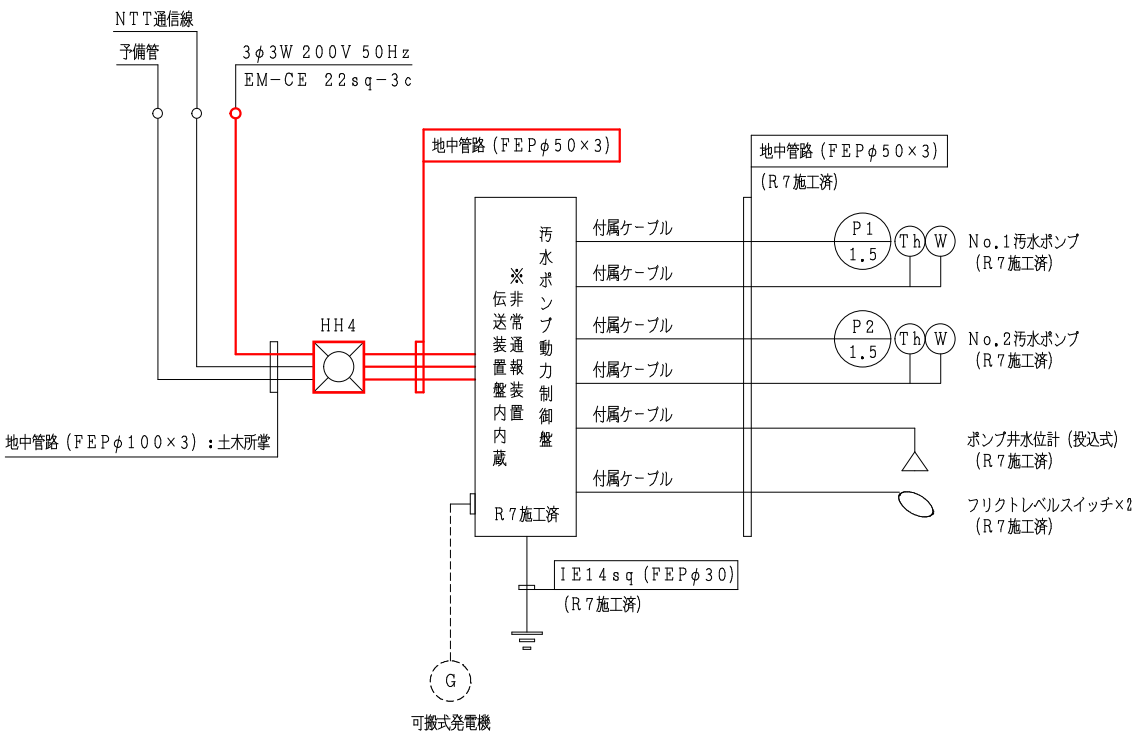 NTT通信線
予備管
3φ3W 200V 50Hz
EM-CE 22sq-3c
地中管路(FEPφ50×3)
地中管路(FEPφ50×3)
(R7施工済)
HH4
地中管路(FEPφ100×3):土木所掌
汚水ポンプ動力制御盤
※非常通報装置
伝送装置盤内内蔵
R7施工済
付属ケーブル
P1
1.5
Th
W
No.1汚水ポンプ
(R7施工済)
付属ケーブル
付属ケーブル
P2
1.5
Th
W
No.2汚水ポンプ
(R7施工済)
付属ケーブル
付属ケーブル
ポンプ井水位計(投込式)
(R7施工済)
付属ケーブル
フリクトレベルスイッチ×2
(R7施工済)
IE14sq(FEPφ30)
(R7施工済)
G
可搬式発電機